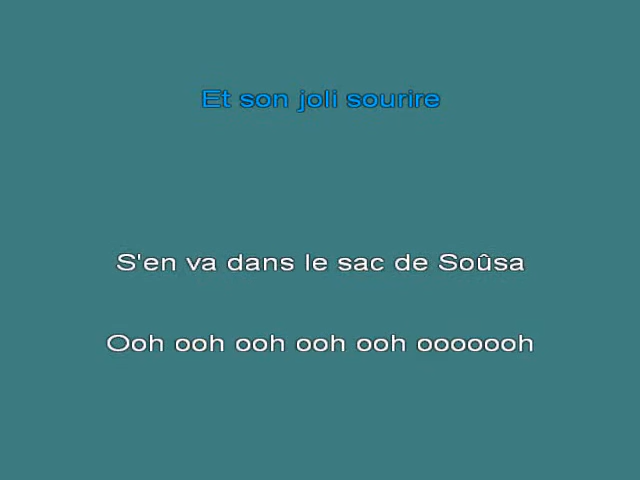 Et son joli sourire
S'en va dans le sac de Soûsa
Ooh ooh ooh ooh ooh ooooooh